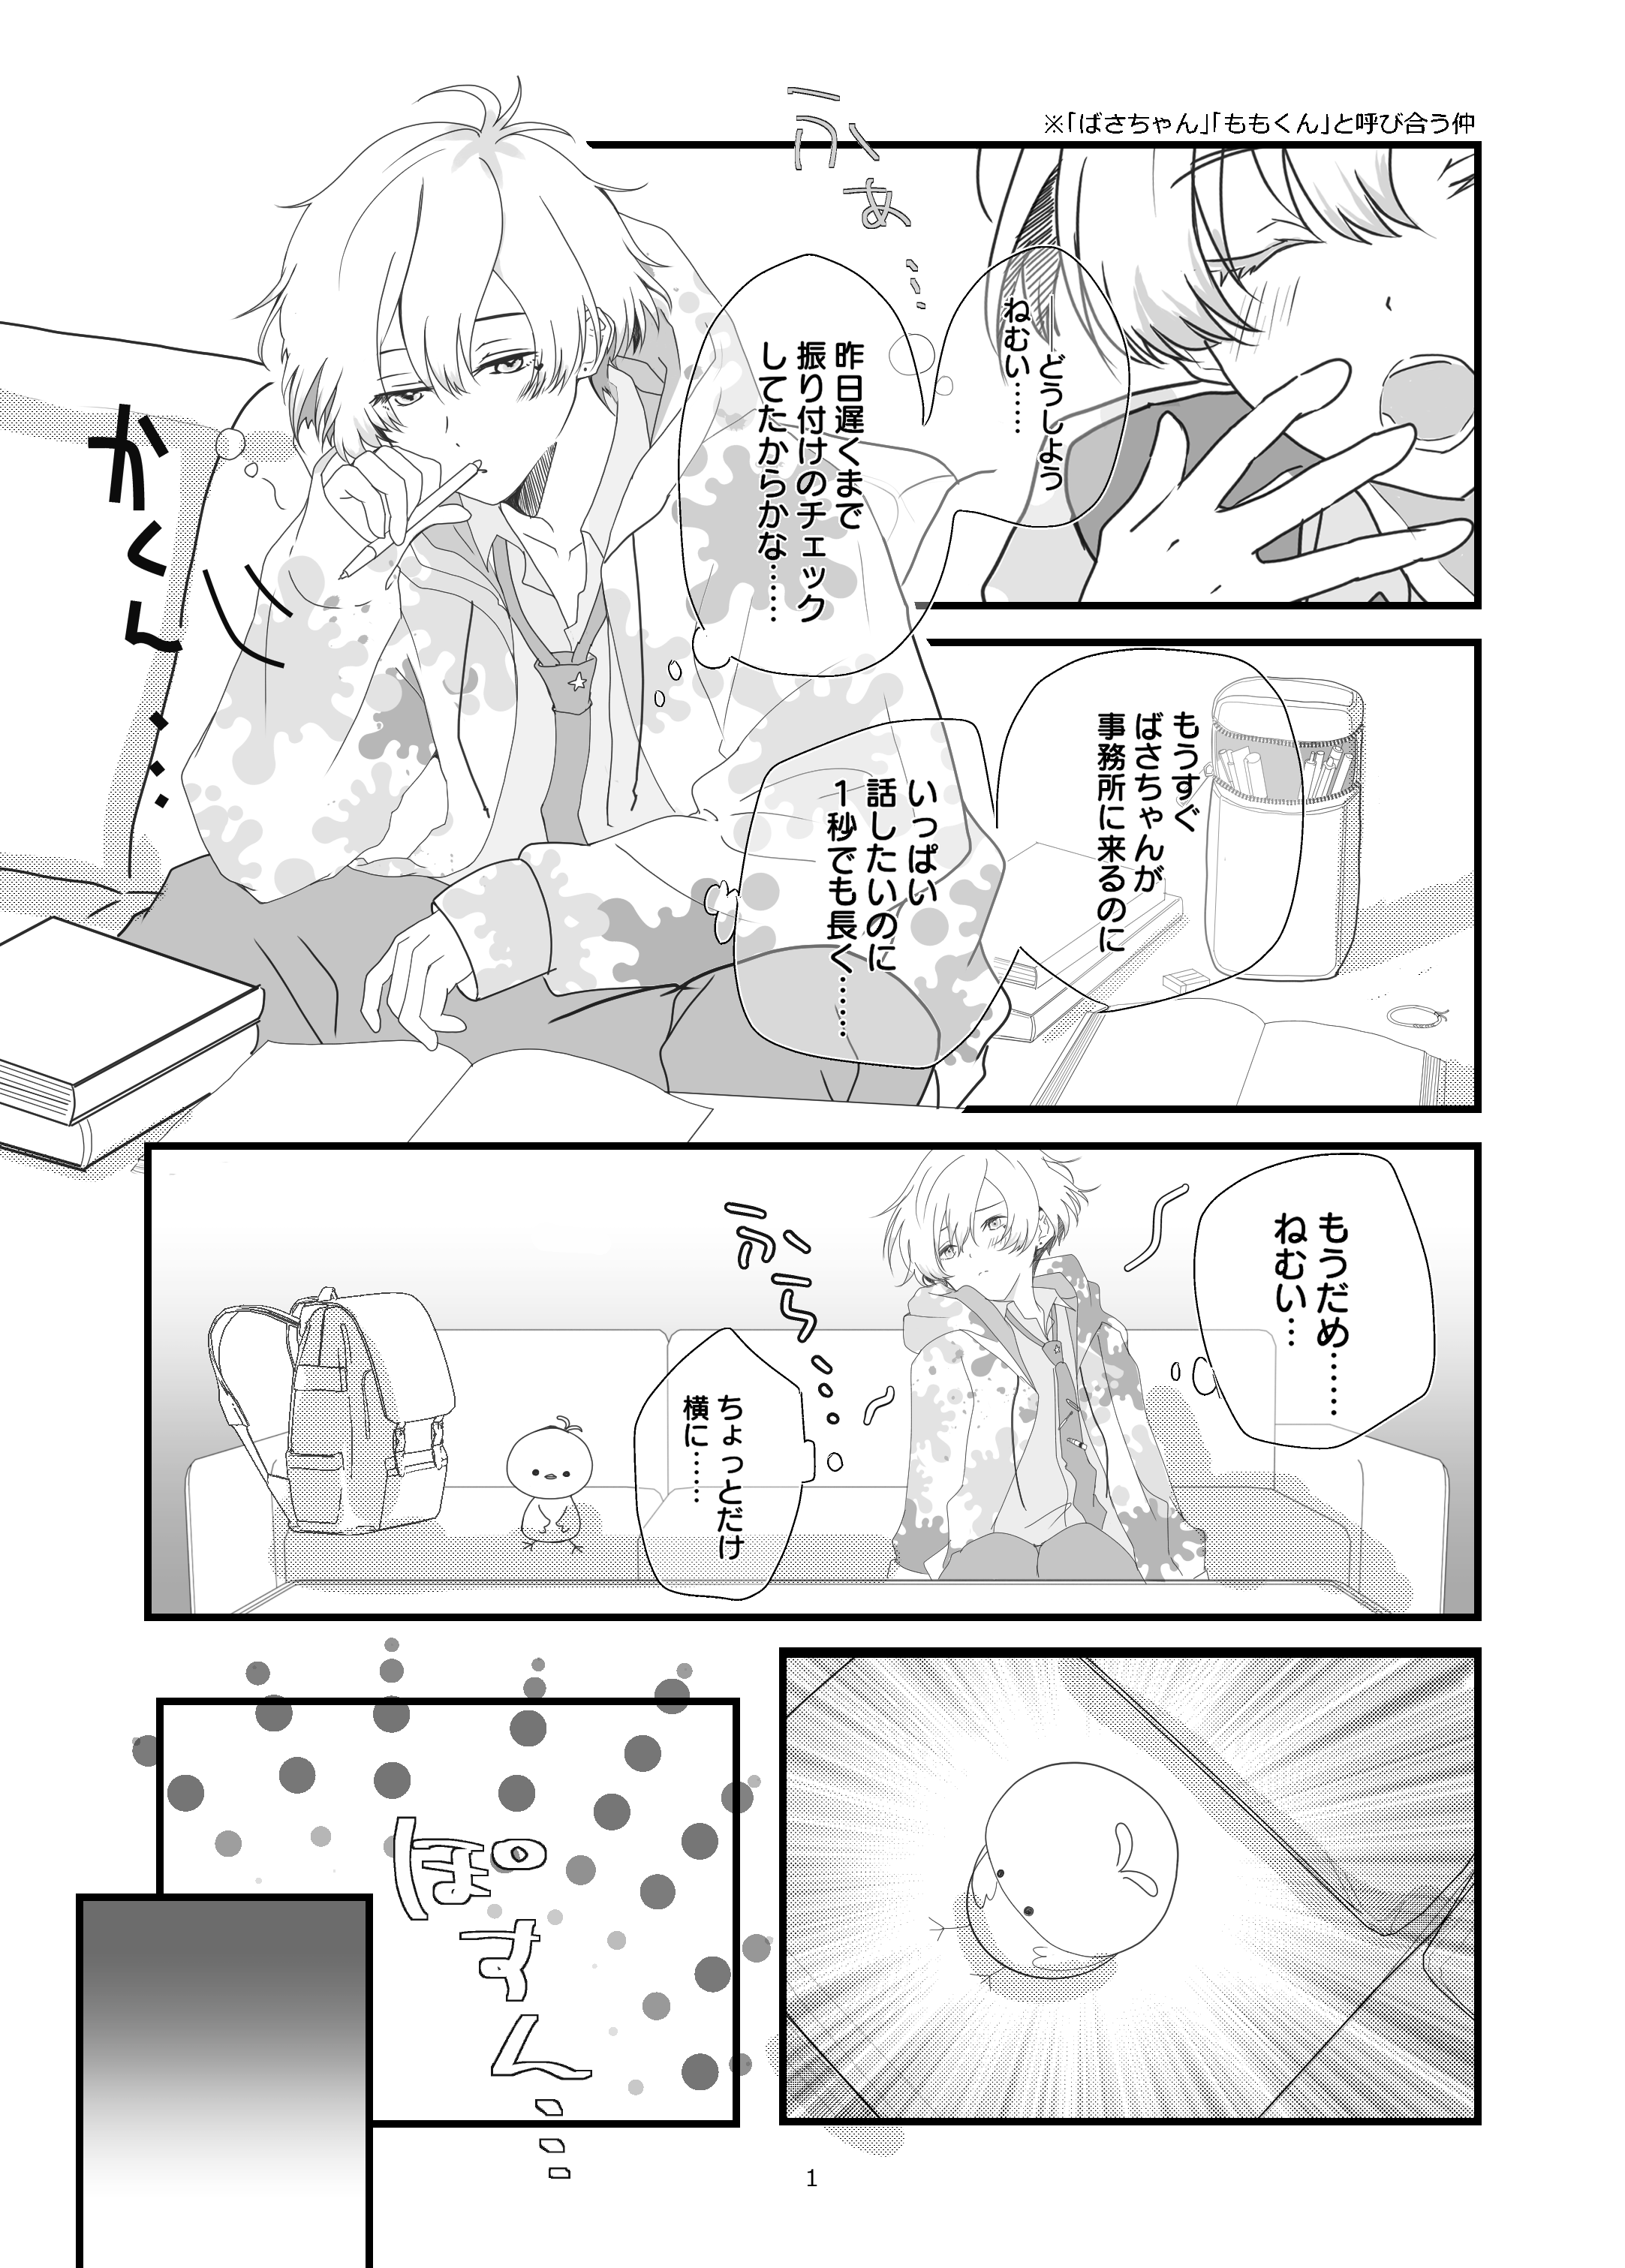 ※「ばさちゃん」「ももくん」と呼び合う仲
ふ
ふぁ…
――どうしよう
ねむい……
昨日遅くまで
振り付けのチェック
してたからかな……
かくん…
もうすぐ
ばさちゃんが
事務所に来るのに
いっぱい
話したいのに
1秒でも長く……
もうだめ……
ねむい…
ふら…
ちょっとだけ
横に……
ぽすん…
1